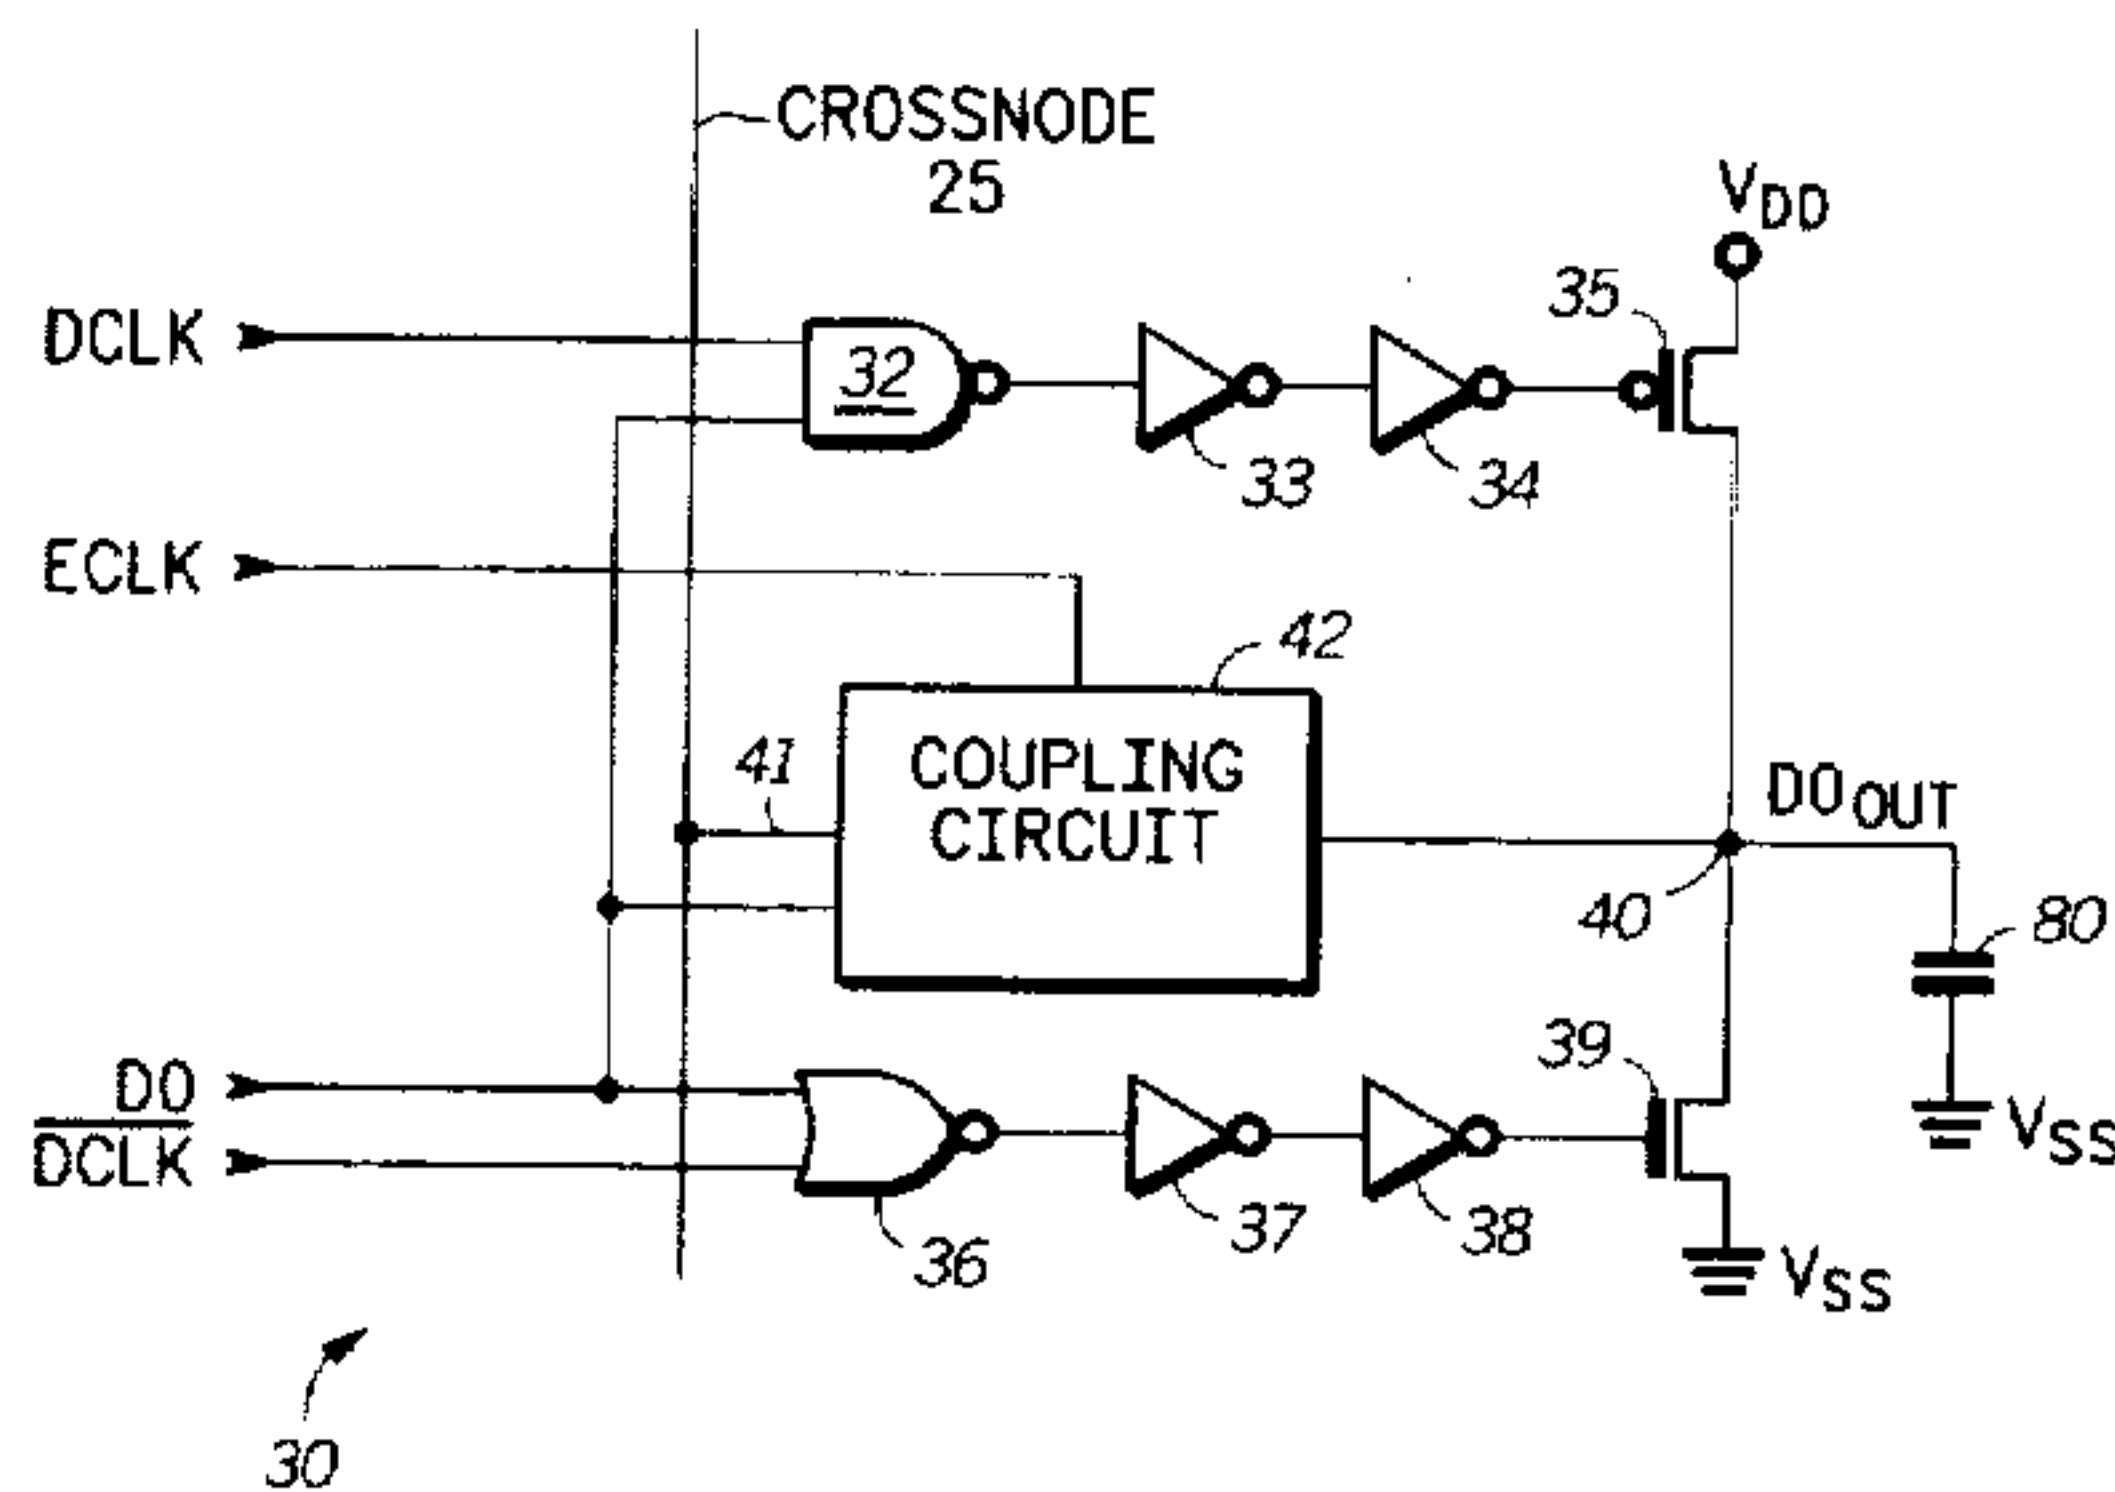 CROSSNODE
25
VDD
35
DCLK
32
33
34
ECLK
42
41
COUPLING
CIRCUIT
DOOUT
40
80
39
DO
VSS
DCLK
36
37
38
VSS
30